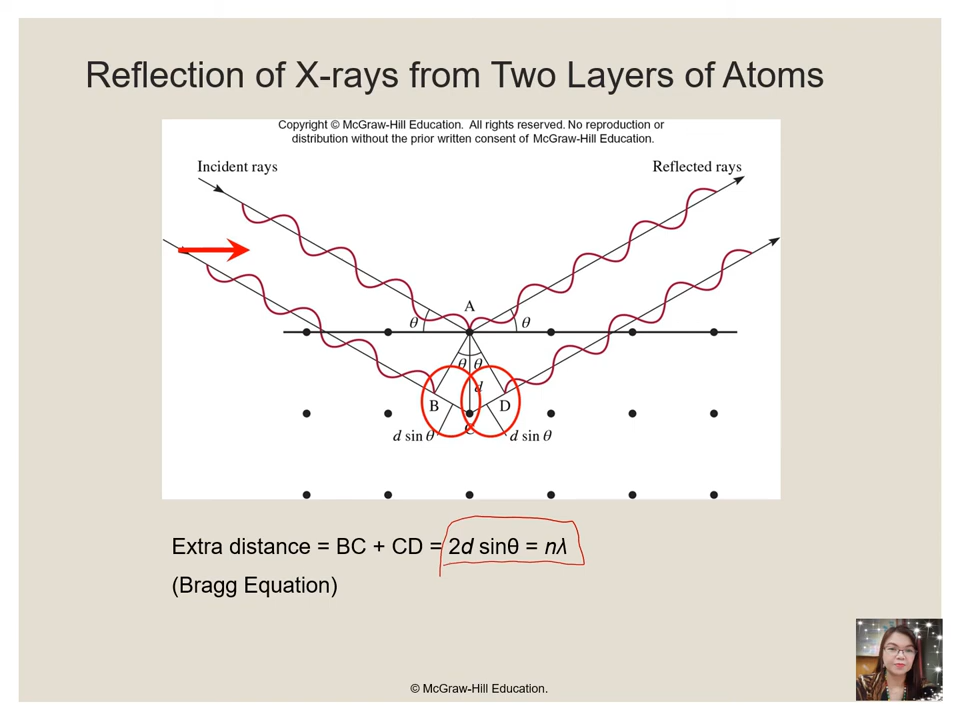 Reflection of X-rays from Two Layers of Atoms
Copyright © McGraw-Hill Education. All rights reserved. No reproduction or
distribution without the prior written consent of McGraw-Hill Education.
Incident rays
Reflected rays
A
θ
θ
θ θ
d
B
D
C
d sin θ
d sin θ
Extra distance = BC + CD = 2d sinθ = nλ
(Bragg Equation)
© McGraw-Hill Education.